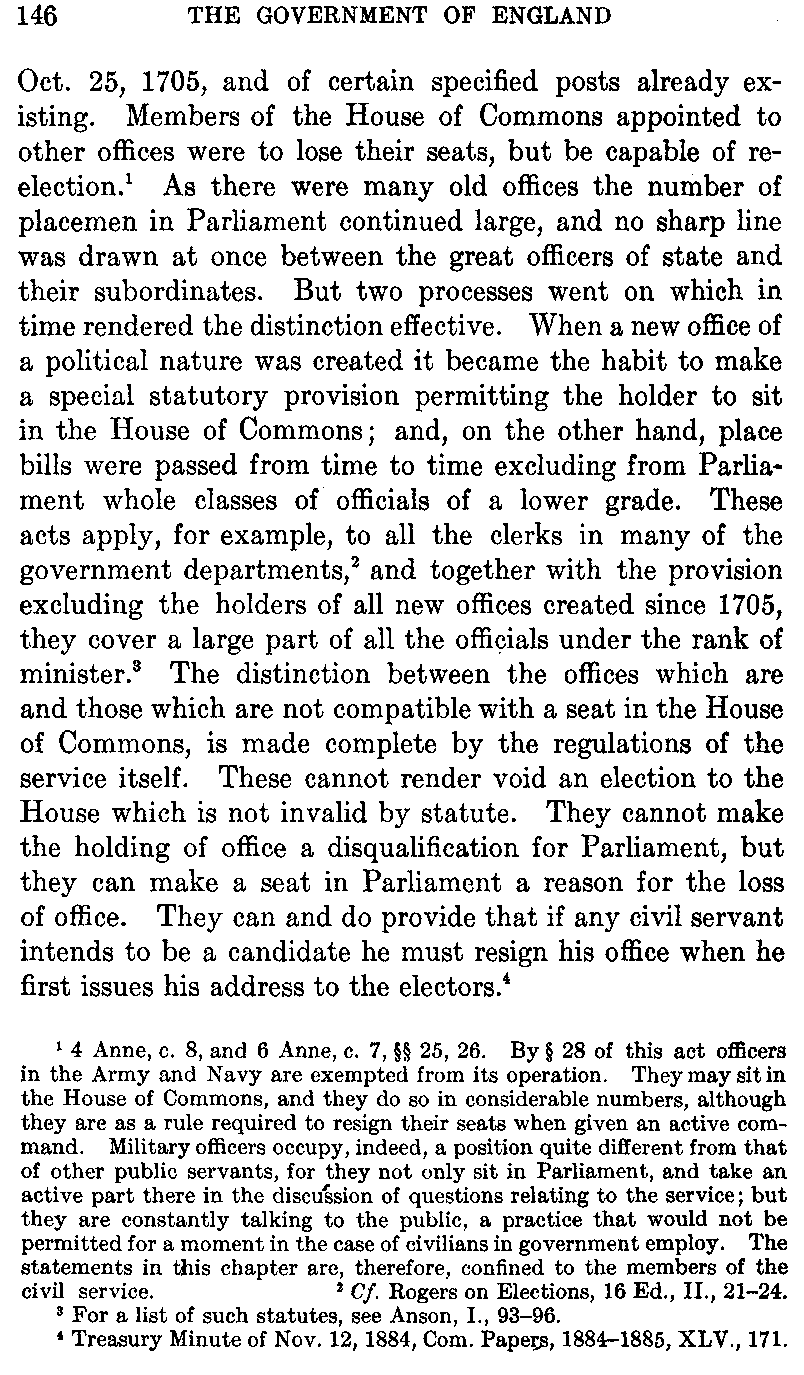 146 THE GOVERNMENT OF ENGLAND
Oct. 25, 1705, and of certain specified posts already ex-
isting. Members of the House of Commons appointed to
other offices were to lose their seats, but be capable of re-
election.¹ As there were many old offices the number of
placemen in Parliament continued large, and no sharp line
was drawn at once between the great officers of state and
their subordinates. But two processes went on which in
time rendered the distinction effective. When a new office of
a political nature was created it became the habit to make
a special statutory provision permitting the holder to sit
in the House of Commons; and, on the other hand, place
bills were passed from time to time excluding from Parlia-
ment whole classes of officials of a lower grade. These
acts apply, for example, to all the clerks in many of the
government departments,² and together with the provision
excluding the holders of all new offices created since 1705,
they cover a large part of all the officials under the rank of
minister.³ The distinction between the offices which are
and those which are not compatible with a seat in the House
of Commons, is made complete by the regulations of the
service itself. These cannot render void an election to the
House which is not invalid by statute. They cannot make
the holding of office a disqualification for Parliament, but
they can make a seat in Parliament a reason for the loss
of office. They can and do provide that if any civil servant
intends to be a candidate he must resign his office when he
first issues his address to the electors.⁴
¹ 4 Anne, c. 8, and 6 Anne, c. 7, §§ 25, 26. By § 28 of this act officers
in the Army and Navy are exempted from its operation. They may sit in
the House of Commons, and they do so in considerable numbers, although
they are as a rule required to resign their seats when given an active com-
mand. Military officers occupy, indeed, a position quite different from that
of other public servants, for they not only sit in Parliament, and take an
active part there in the discussion of questions relating to the service; but
they are constantly talking to the public, a practice that would not be
permitted for a moment in the case of civilians in government employ. The
statements in this chapter are, therefore, confined to the members of the
civil service. ² Cf. Rogers on Elections, 16 Ed., II., 21–24.
³ For a list of such statutes, see Anson, I., 93–96.
⁴ Treasury Minute of Nov. 12, 1884, Com. Papers, 1884–1885, XLV., 171.